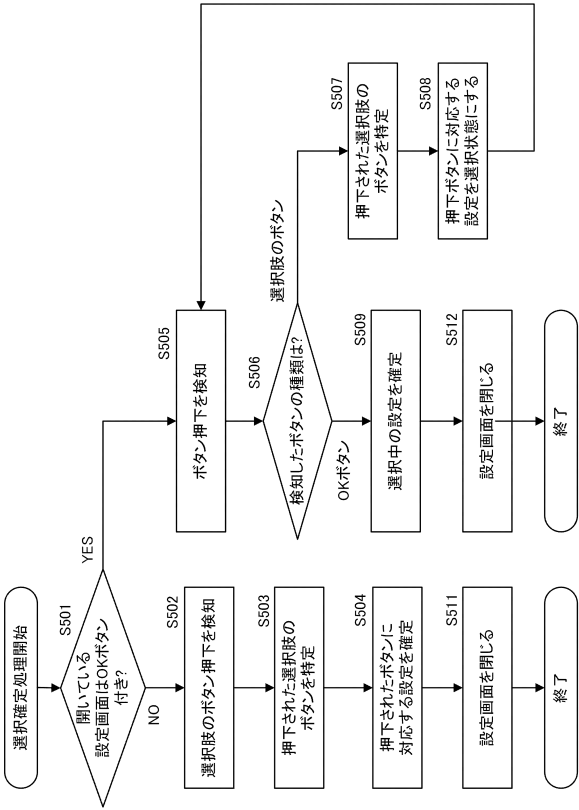 選択確定処理開始
S501
開いている
設定画面はOKボタン
付き?
YES
NO
S502
選択肢のボタン押下を検知
S503
押下された選択肢の
ボタンを特定
S504
押下されたボタンに
対応する設定を確定
S511
設定画面を閉じる
終了
S505
ボタン押下を検知
S506
検知したボタンの種類は?
選択肢のボタン
OKボタン
S507
押下された選択肢の
ボタンを特定
S508
押下ボタンに対応する
設定を選択状態にする
S509
選択中の設定を確定
S512
設定画面を閉じる
終了